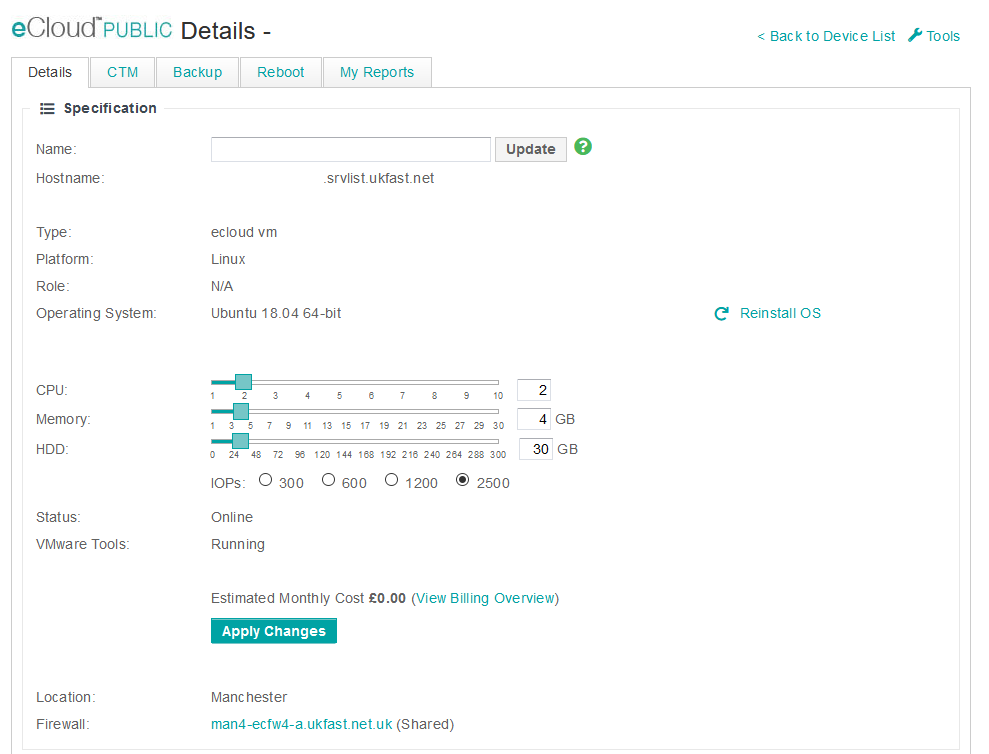 eCloud™ PUBLIC Details -
< Back to Device List Tools
Details CTM Backup Reboot My Reports
Specification
Name: Update ?
Hostname: .srvlist.ukfast.net
Type: ecloud vm
Platform: Linux
Role: N/A
Operating System: Ubuntu 18.04 64-bit Reinstall OS
CPU: 2
1 2 3 4 5 6 7 8 9 10
Memory: 4 GB
1 3 5 7 9 11 13 15 17 19 21 23 25 27 29 30
HDD: 30 GB
0 24 48 72 96 120 144 168 192 216 240 264 288 300
IOPs: 300 600 1200 2500
Status: Online
VMware Tools: Running
Estimated Monthly Cost £0.00 (View Billing Overview)
Apply Changes
Location: Manchester
Firewall: man4-ecfw4-a.ukfast.net.uk (Shared)